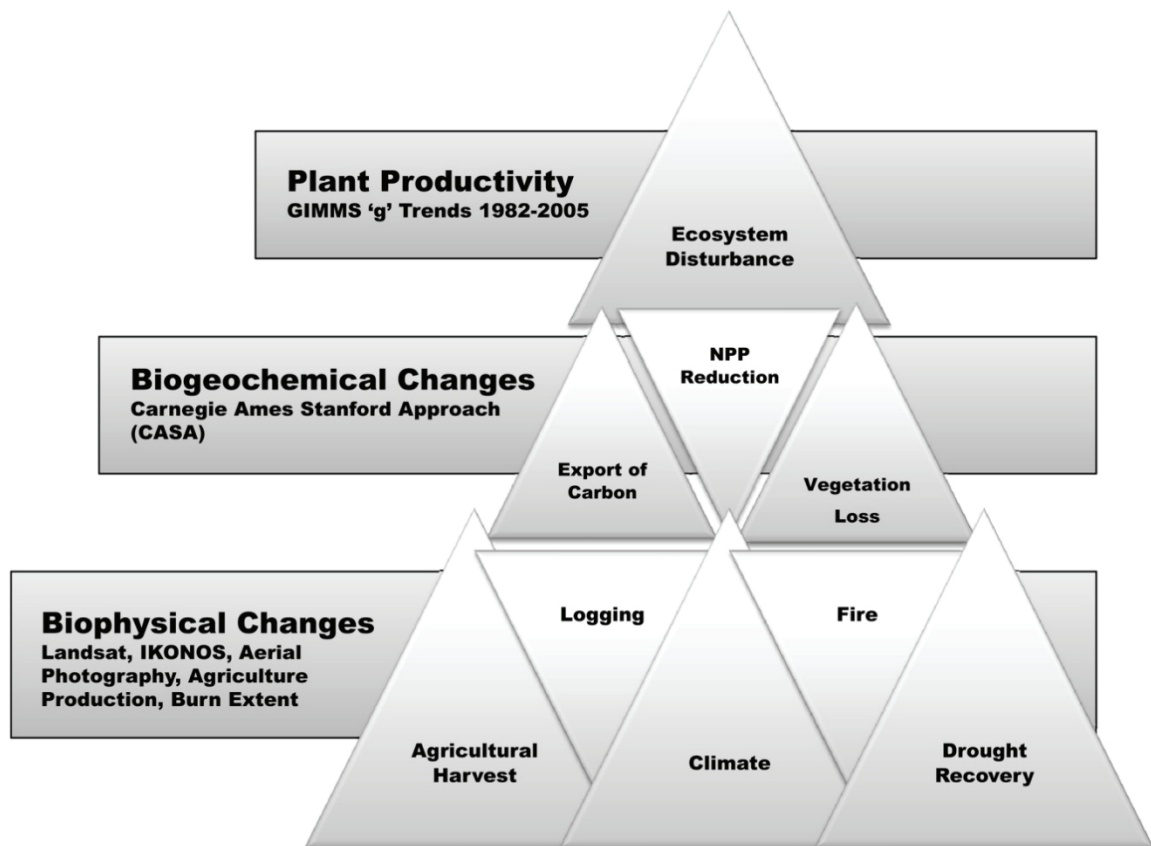 Plant Productivity
GIMMS ‘g’ Trends 1982-2005
Ecosystem
Disturbance
Biogeochemical Changes
Carnegie Ames Stanford Approach
(CASA)
NPP
Reduction
Export of
Carbon
Vegetation
Loss
Biophysical Changes
Landsat, IKONOS, Aerial
Photography, Agriculture
Production, Burn Extent
Logging
Fire
Agricultural
Harvest
Climate
Drought
Recovery